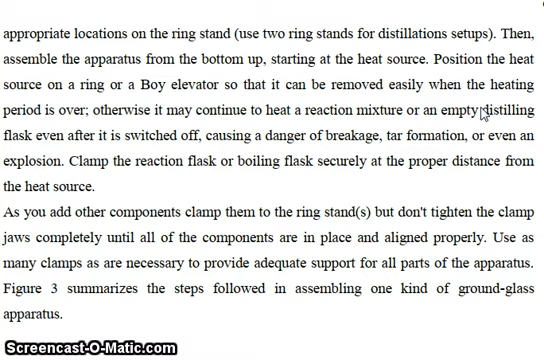 appropriate locations on the ring stand (use two ring stands for distillations setups). Then,
assemble the apparatus from the bottom up, starting at the heat source. Position the heat
source on a ring or a Boy elevator so that it can be removed easily when the heating
period is over; otherwise it may continue to heat a reaction mixture or an empty distilling
flask even after it is switched off, causing a danger of breakage, tar formation, or even an
explosion. Clamp the reaction flask or boiling flask securely at the proper distance from
the heat source.
As you add other components clamp them to the ring stand(s) but don't tighten the clamp
jaws completely until all of the components are in place and aligned properly. Use as
many clamps as are necessary to provide adequate support for all parts of the apparatus.
Figure 3 summarizes the steps followed in assembling one kind of ground-glass
apparatus.
Screencast-O-Matic.com